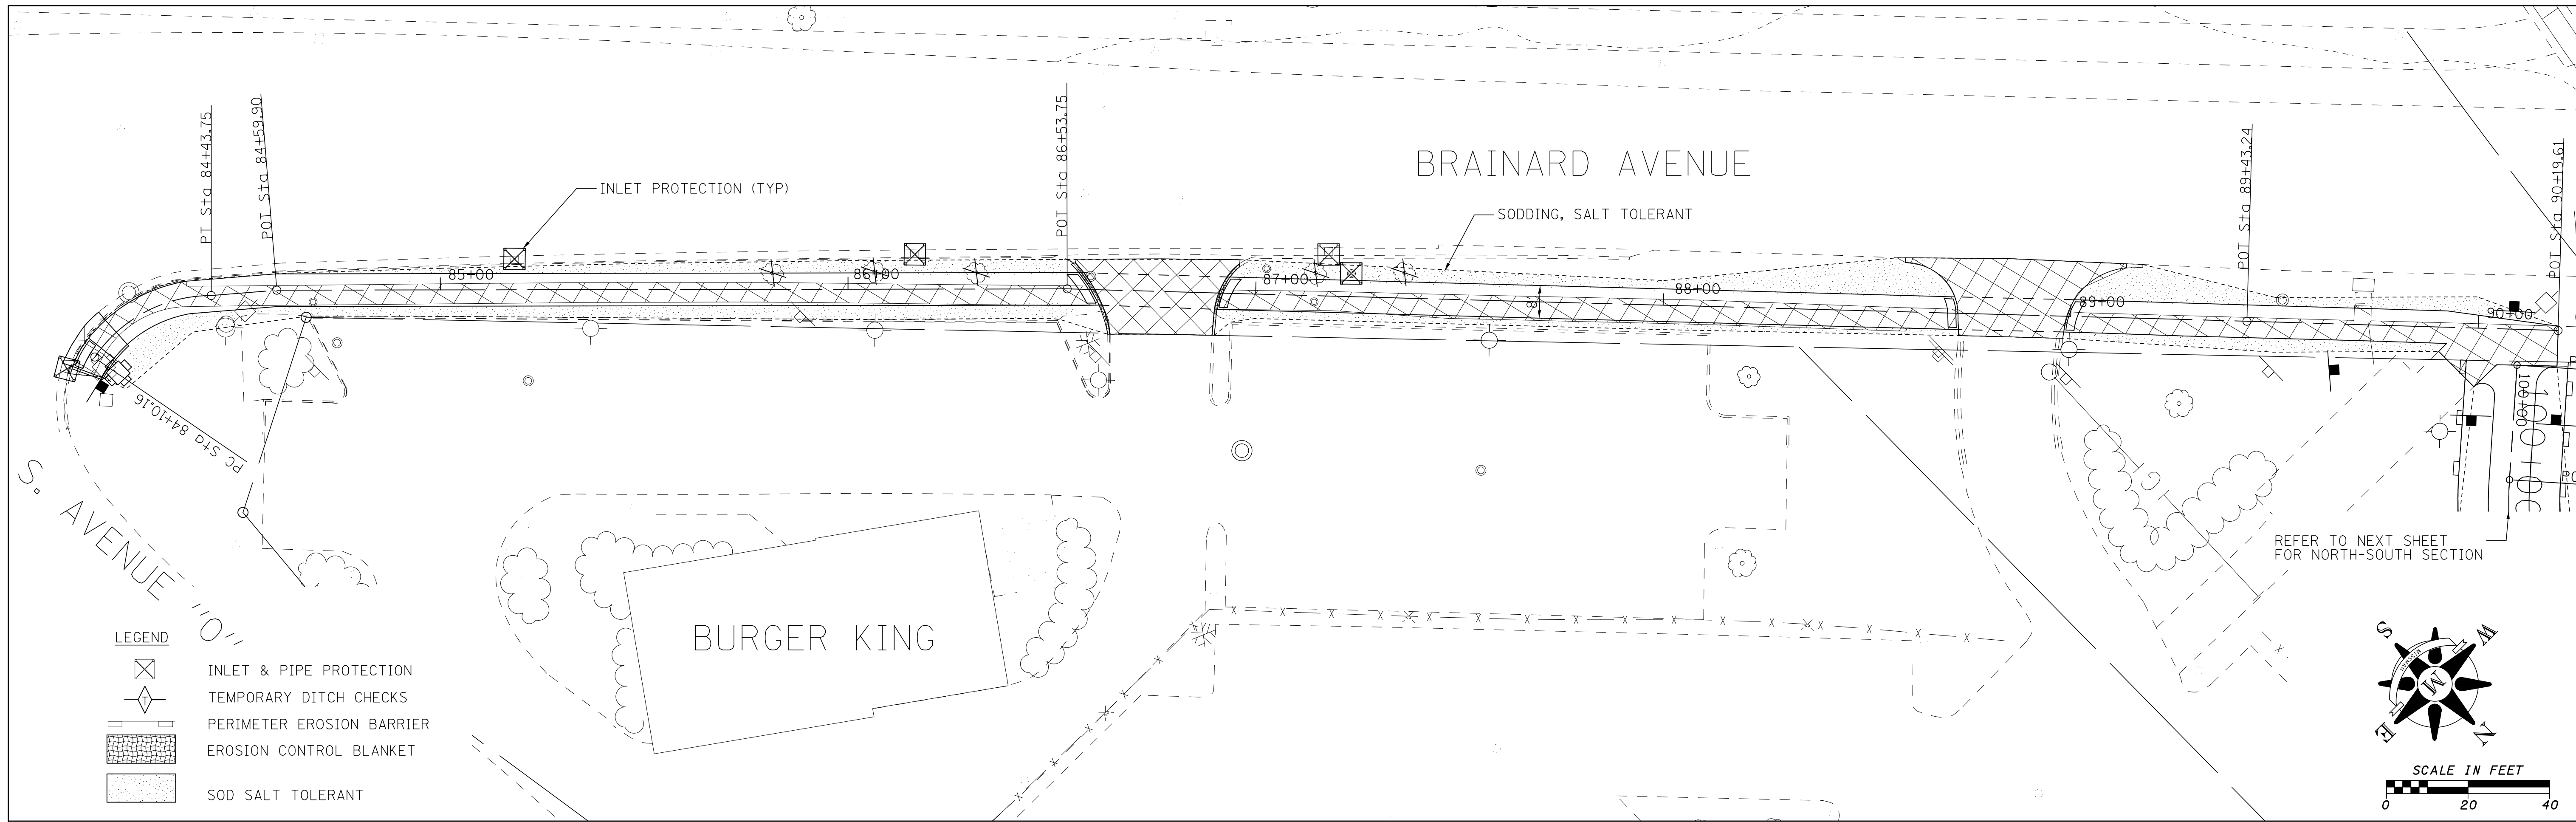 PT Sta 84+43.75
POT Sta 84+59.90
POT Sta 86+53.75
POT Sta 89+43.24
POT Sta 90+19.61
BRAINARD AVENUE
INLET PROTECTION (TYP)
SODDING, SALT TOLERANT
85+00
86+00
87+00
88+00
89+00
90+00
8'
PC Sta 84+10.16
100+00
S. AVENUE "O"
BURGER KING
G
REFER TO NEXT SHEET
FOR NORTH-SOUTH SECTION
LEGEND
INLET & PIPE PROTECTION
T
TEMPORARY DITCH CHECKS
PERIMETER EROSION BARRIER
EROSION CONTROL BLANKET
SOD SALT TOLERANT
S
W
M
E
N
SCALE IN FEET
0 20 40